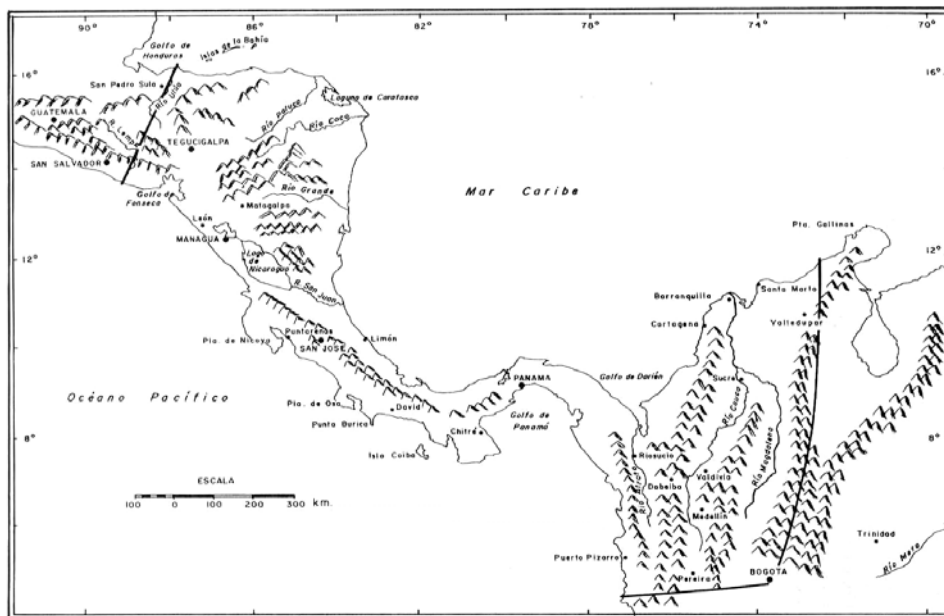 90°
86°
82°
78°
74°
70°
16°
16°
Golfo de
Honduras
Islas de la Bahía
San Pedro Sula
Río Ulúa
GUATEMALA
R. Lempa
TEGUCIGALPA
SAN SALVADOR
Golfo de
Fonseca
Laguna de Caratasca
Río Patuca
Río Coco
Río Grande
Matagalpa
León
MANAGUA
Lago
de
Nicaragua
R. San Juan
Mar Caribe
Pta. Gallinas
12°
12°
Santa Marta
Barranquilla
Cartagena
Valledupar
Puntarenas
Pla. de Nicoya
SAN JOSE
Limón
Océano Pacífico
Pla. de Osa
Punta Burica
David
PANAMA
Golfo de
Panamá
Chitré
Isla Coiba
Golfo de Darién
Sucre
Río Cauca
Río Magdalena
8°
8°
Riosucio
Río Atrato
Dabeiba
Valdivia
Medellín
ESCALA
100 0 100 200 300 km.
Trinidad
Río Meta
Puerto Pizarro
Pereira
BOGOTA